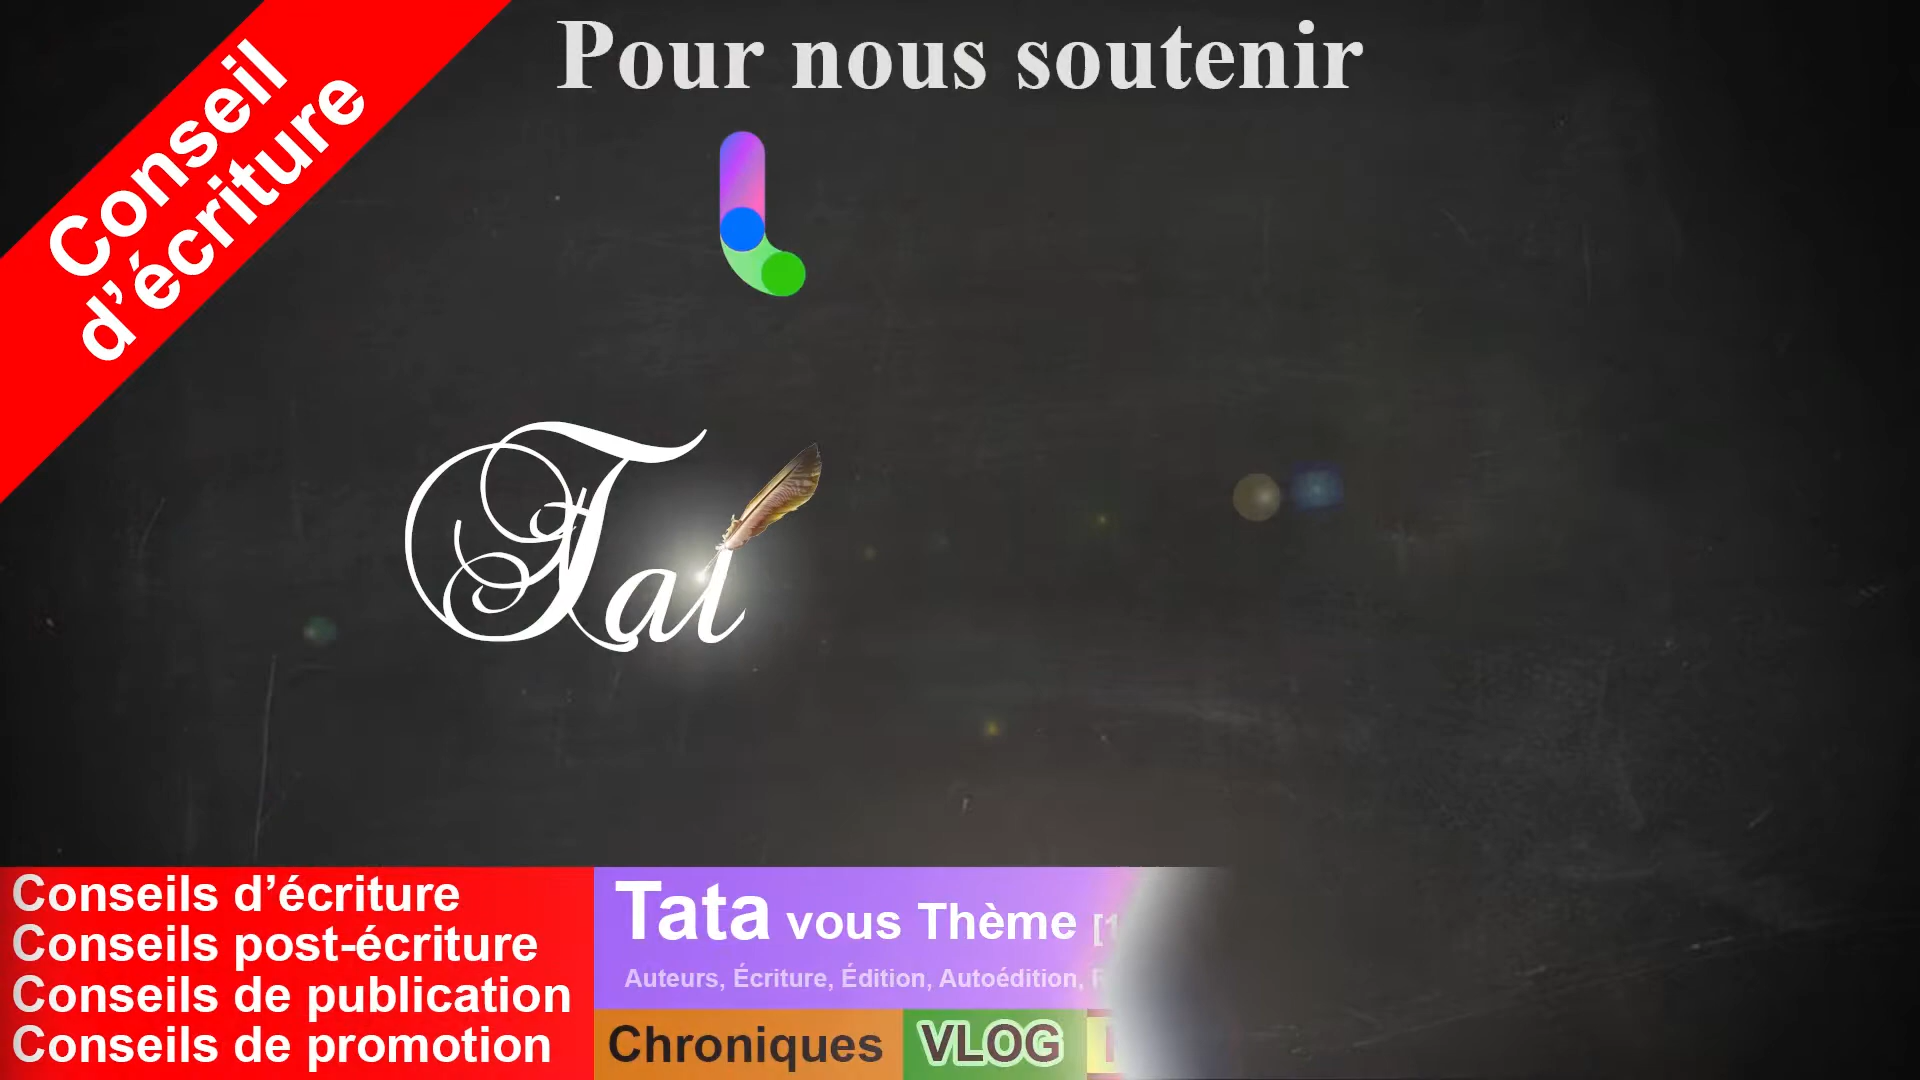 Pour nous soutenir
Conseil
d’écriture
Conseils d’écriture
Conseils post-écriture
Conseils de publication
Conseils de promotion
Tata vous Thème
Auteurs, Écriture, Édition, Autoédition,
Chroniques
VLOG